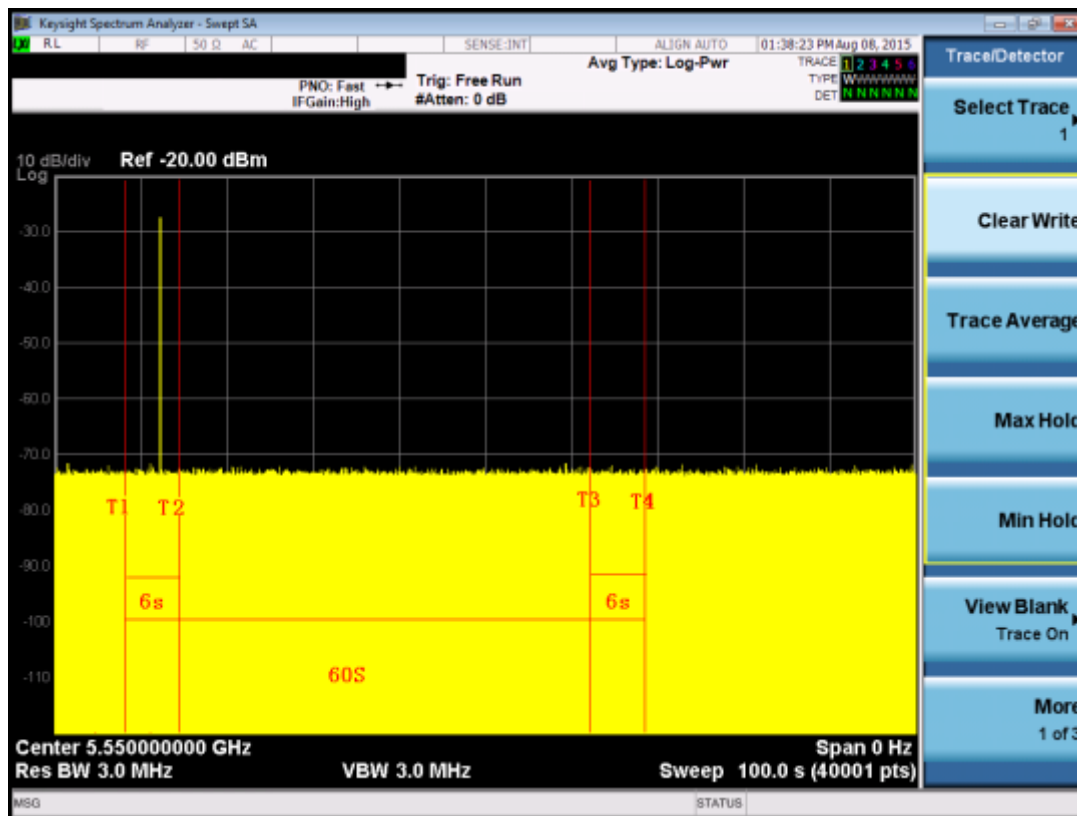 Keysight Spectrum Analyzer - Swept SA
RL RF 50 Ω AC SENSE:INT ALIGN AUTO 01:38:23 PM Aug 08, 2015
Avg Type: Log-Pwr
TRACE 1 2 3 4 5 6
TYPE WWWWWW
DET N N N N N N
PNO: Fast
IFGain:High
Trig: Free Run
#Atten: 0 dB
10 dB/div Ref -20.00 dBm
Log
-30.0
-40.0
-50.0
-60.0
-70.0
-80.0
-90.0
-100
-110
T1 T2 T3 T4
6s 6s
60S
Center 5.550000000 GHz Span 0 Hz
Res BW 3.0 MHz VBW 3.0 MHz Sweep 100.0 s (40001 pts)
MSG STATUS
Trace/Detector
Select Trace
1
Clear Write
Trace Average
Max Hold
Min Hold
View Blank
Trace On
More
1 of 3